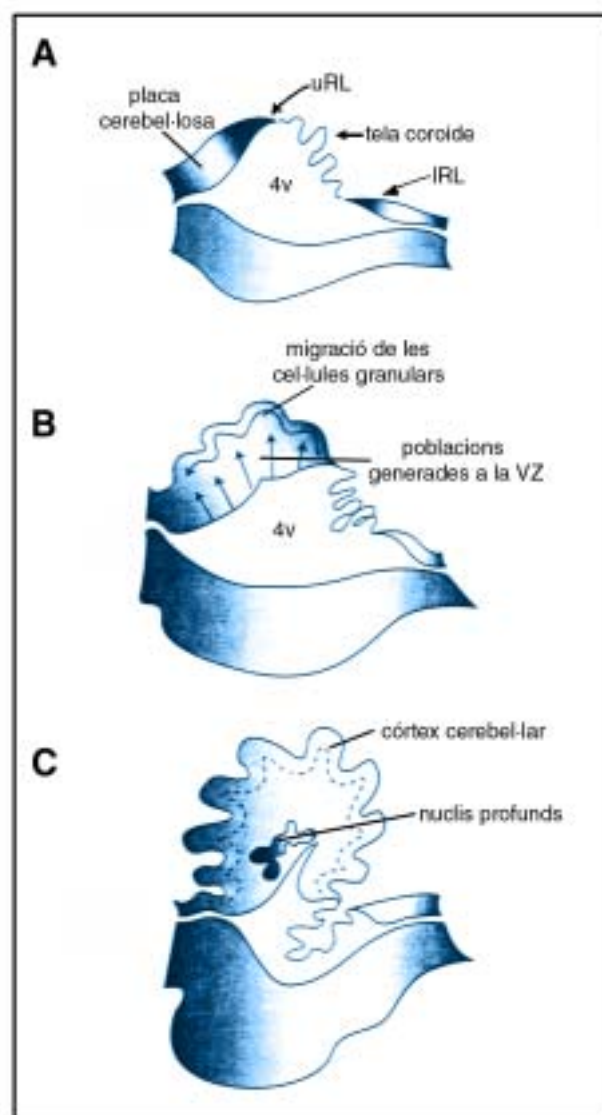 A
uRL
placa
cerebel·losa
tela coroide
4v
lRL
migració de les
cel·lules granulars
B
poblacions
generades a la VZ
4v
córtex cerebel·lar
C
nuclis profunds